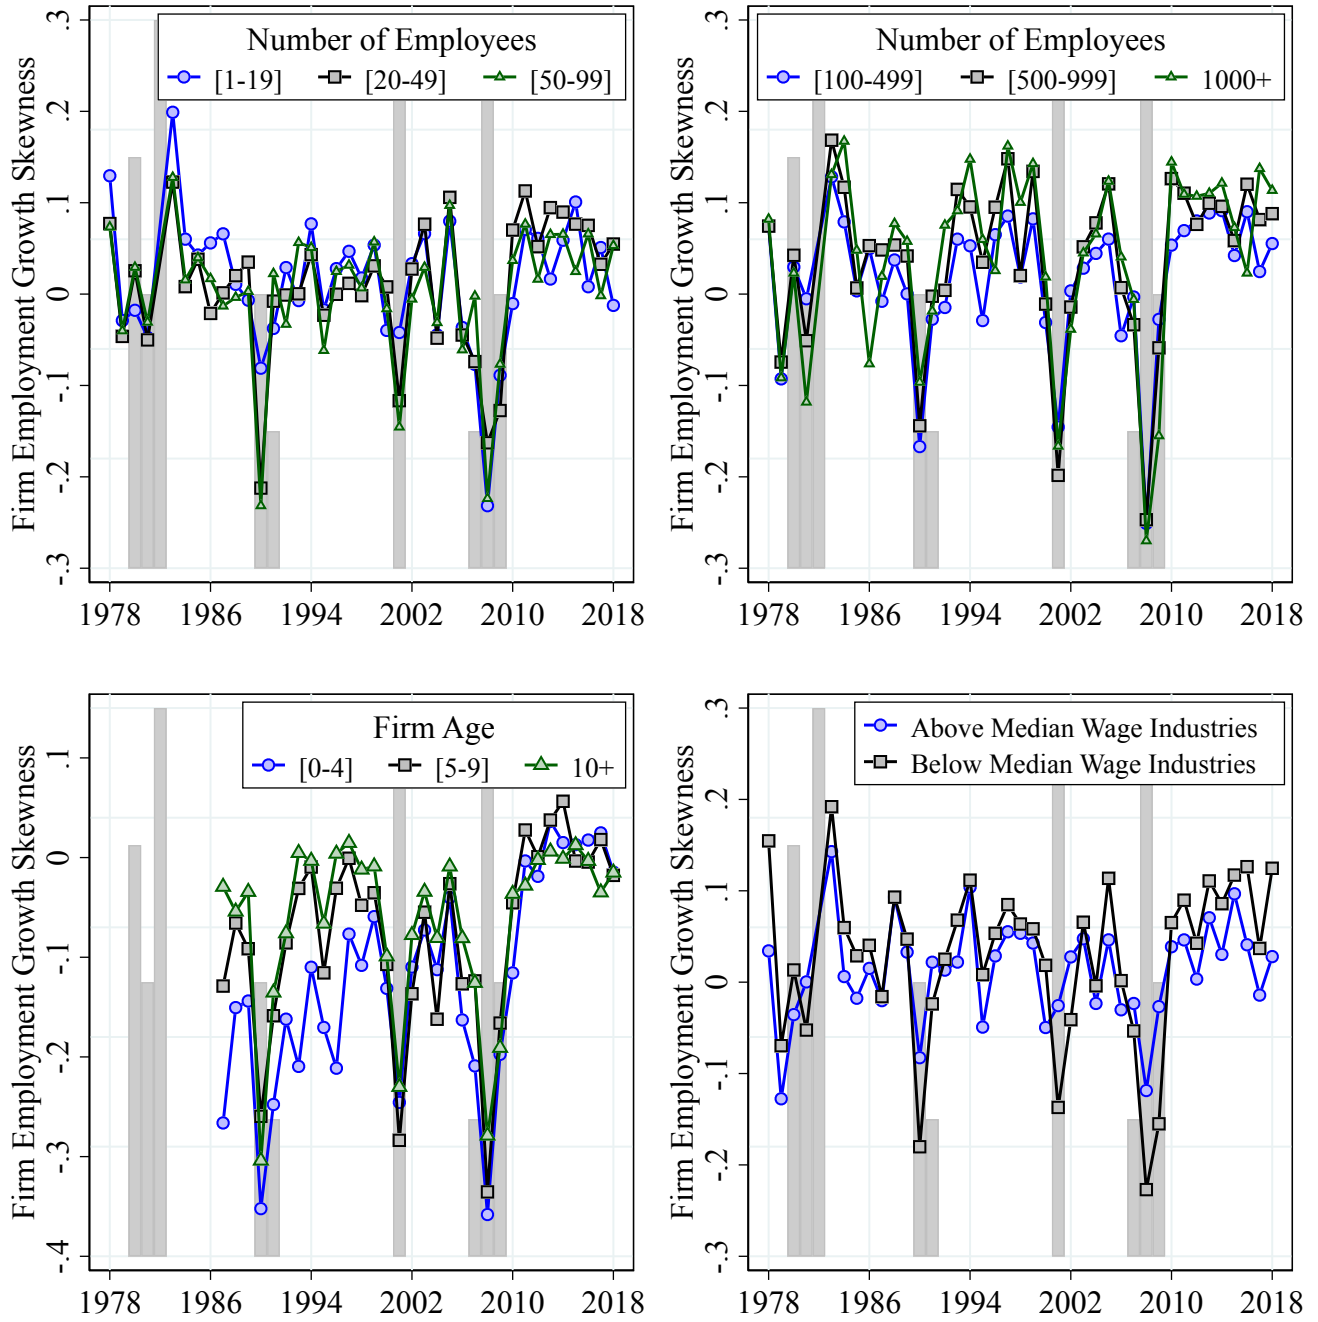 Number of Employees
[1-19] [20-49] [50-99]
Firm Employment Growth Skewness
.3
.2
.1
0
-.1
-.2
-.3
1978 1986 1994 2002 2010 2018
Number of Employees
[100-499] [500-999] 1000+
Firm Employment Growth Skewness
.3
.2
.1
0
-.1
-.2
-.3
1978 1986 1994 2002 2010 2018
Firm Age
[0-4] [5-9] 10+
Firm Employment Growth Skewness
.1
0
-.1
-.2
-.3
-.4
1978 1986 1994 2002 2010 2018
Above Median Wage Industries
Below Median Wage Industries
Firm Employment Growth Skewness
.3
.2
.1
0
-.1
-.2
-.3
1978 1986 1994 2002 2010 2018